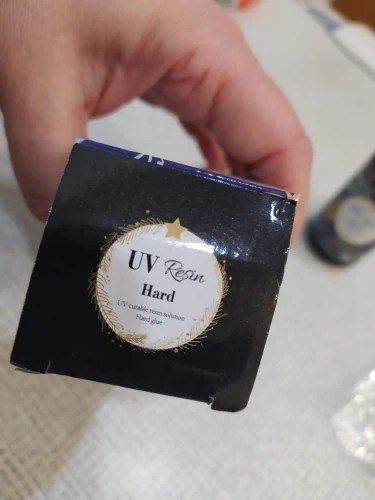 UV Resin
Hard
UV curable resin solution
Hard glue